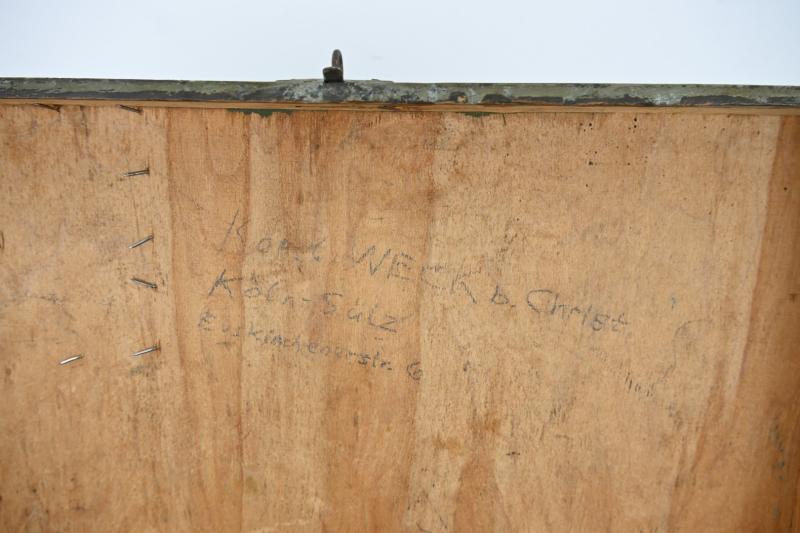 WECK b. Christ
Köln-Sülz
Euskirchenerstr. 6